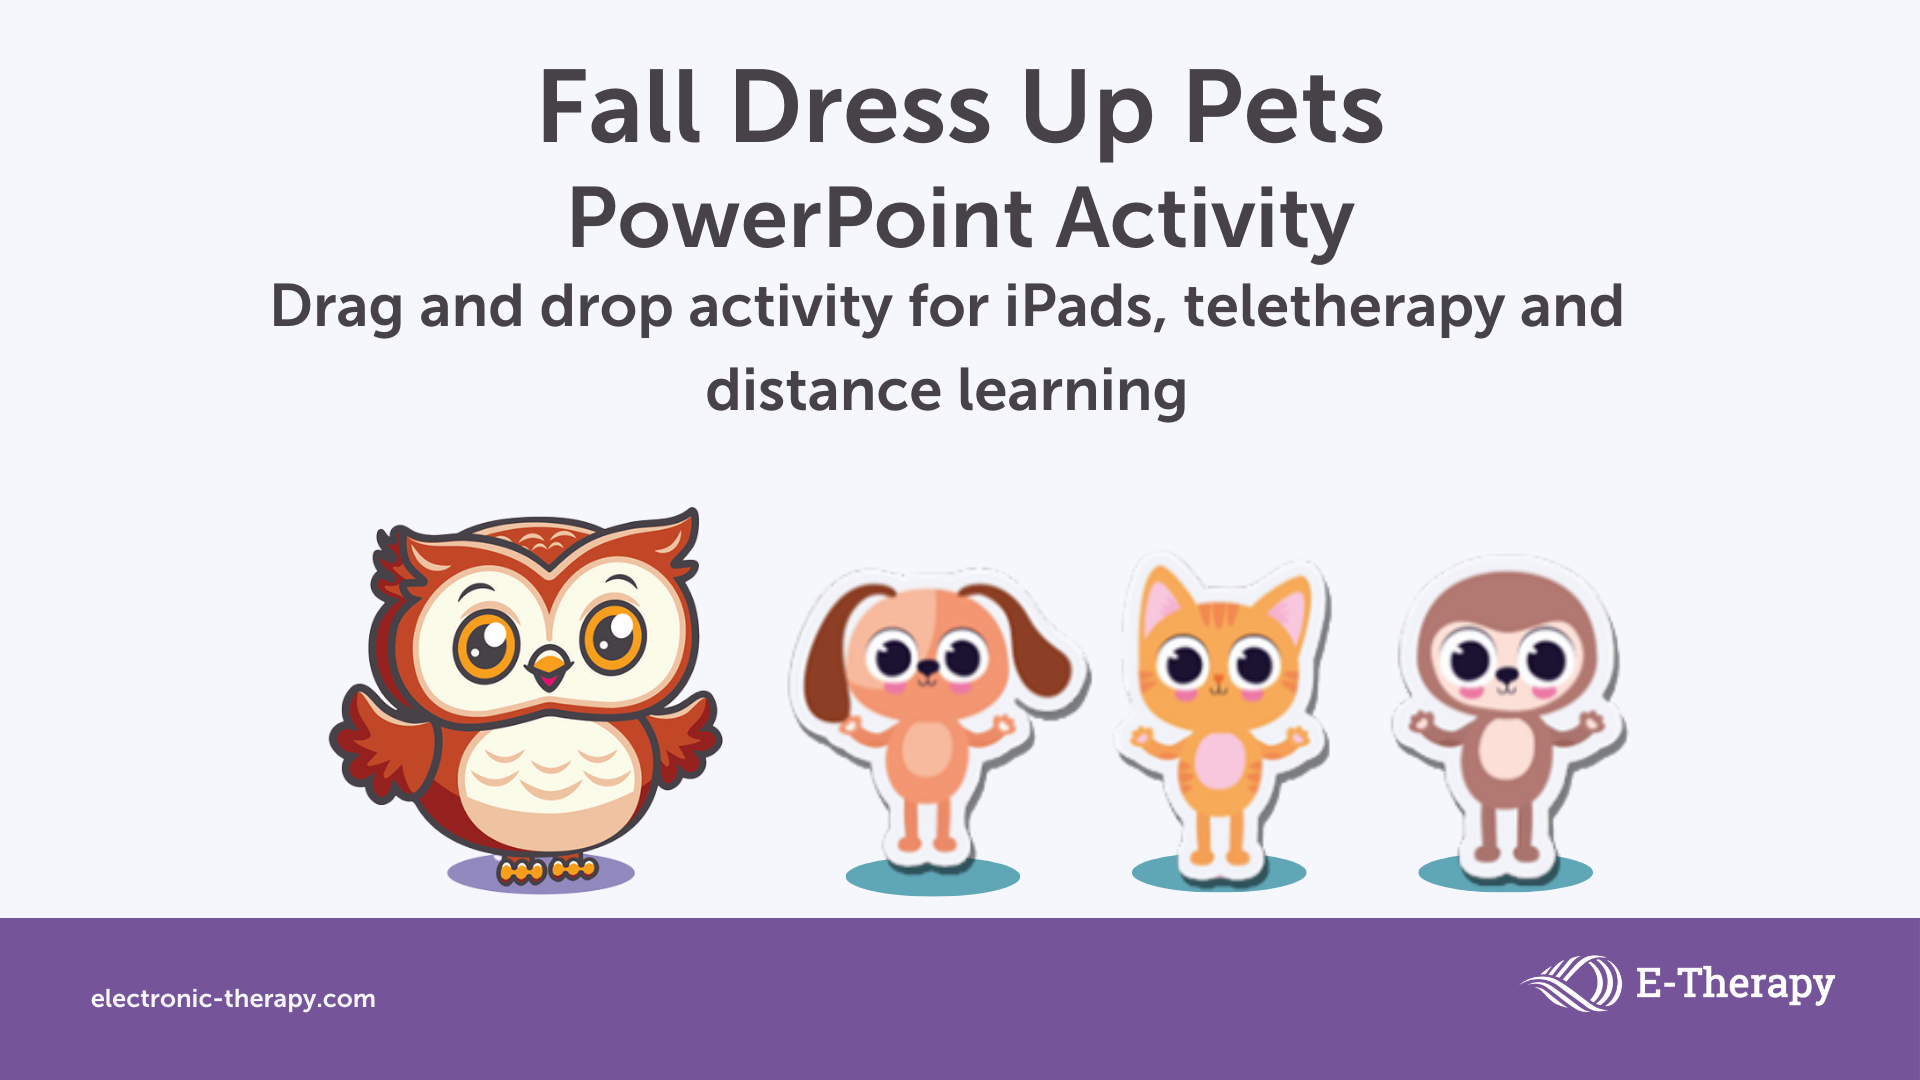 Fall Dress Up Pets
PowerPoint Activity
Drag and drop activity for iPads, teletherapy and
distance learning
electronic-therapy.com
E-Therapy